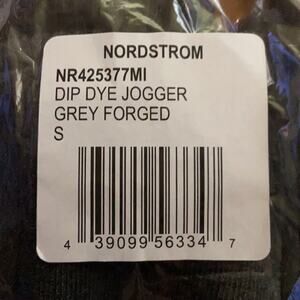 NORDSTROM
NR425377MI
DIP DYE JOGGER
GREY FORGED
S
4 39099 56334 7